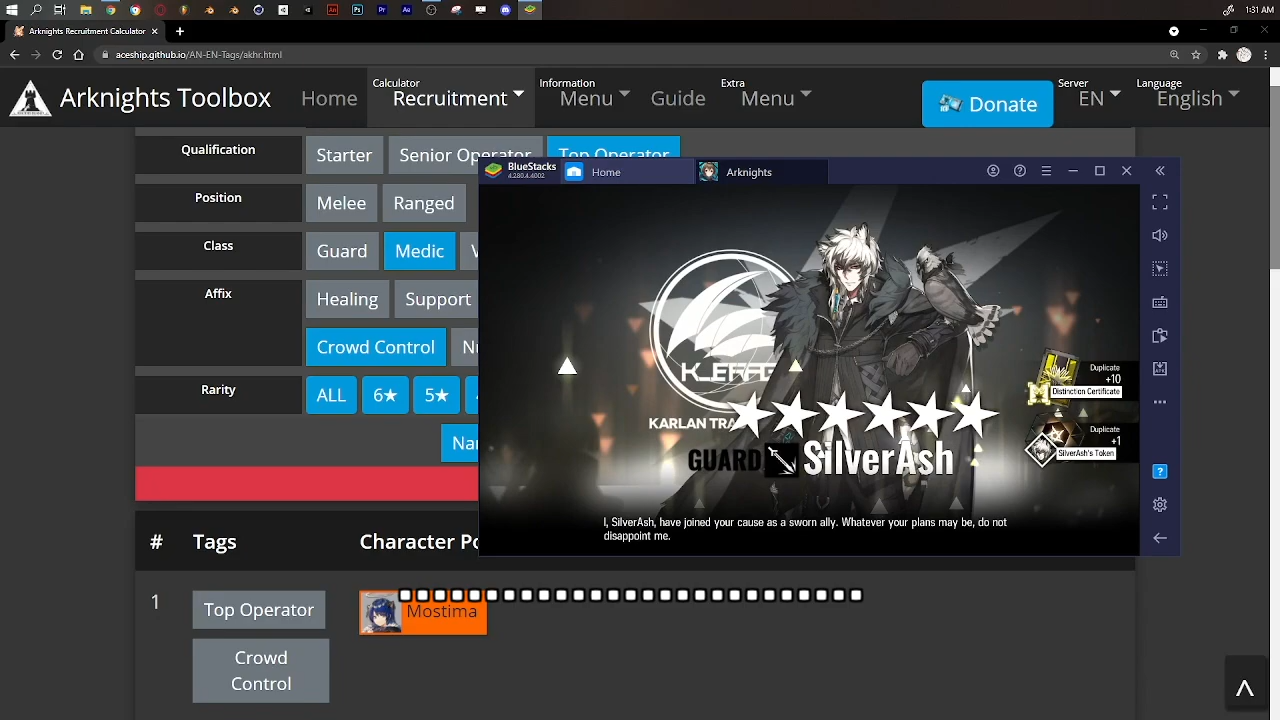 1:31 AM
Arknights Recruitment Calculator
aceship.github.io/AN-EN-Tags/akhr.html
Arknights Toolbox
Home
Calculator
Recruitment
Information
Menu
Guide
Extra
Menu
Donate
Server
EN
Language
English
Qualification
Starter
Senior Operator
Top Operator
Position
Melee
Ranged
Class
Guard
Medic
Affix
Healing
Support
Crowd Control
Rarity
ALL
6★
5★
BlueStacks
4.280.4.4002
Home
Arknights
KARLAN TRA
Duplicate
+10
Distinction Certificate
Duplicate
+1
SilverAsh's Token
GUARD
SilverAsh
I, SilverAsh, have joined your cause as a sworn ally. Whatever your plans may be, do not
disappoint me.
#
Tags
Character Po
1
Top Operator
Mostima
Crowd
Control